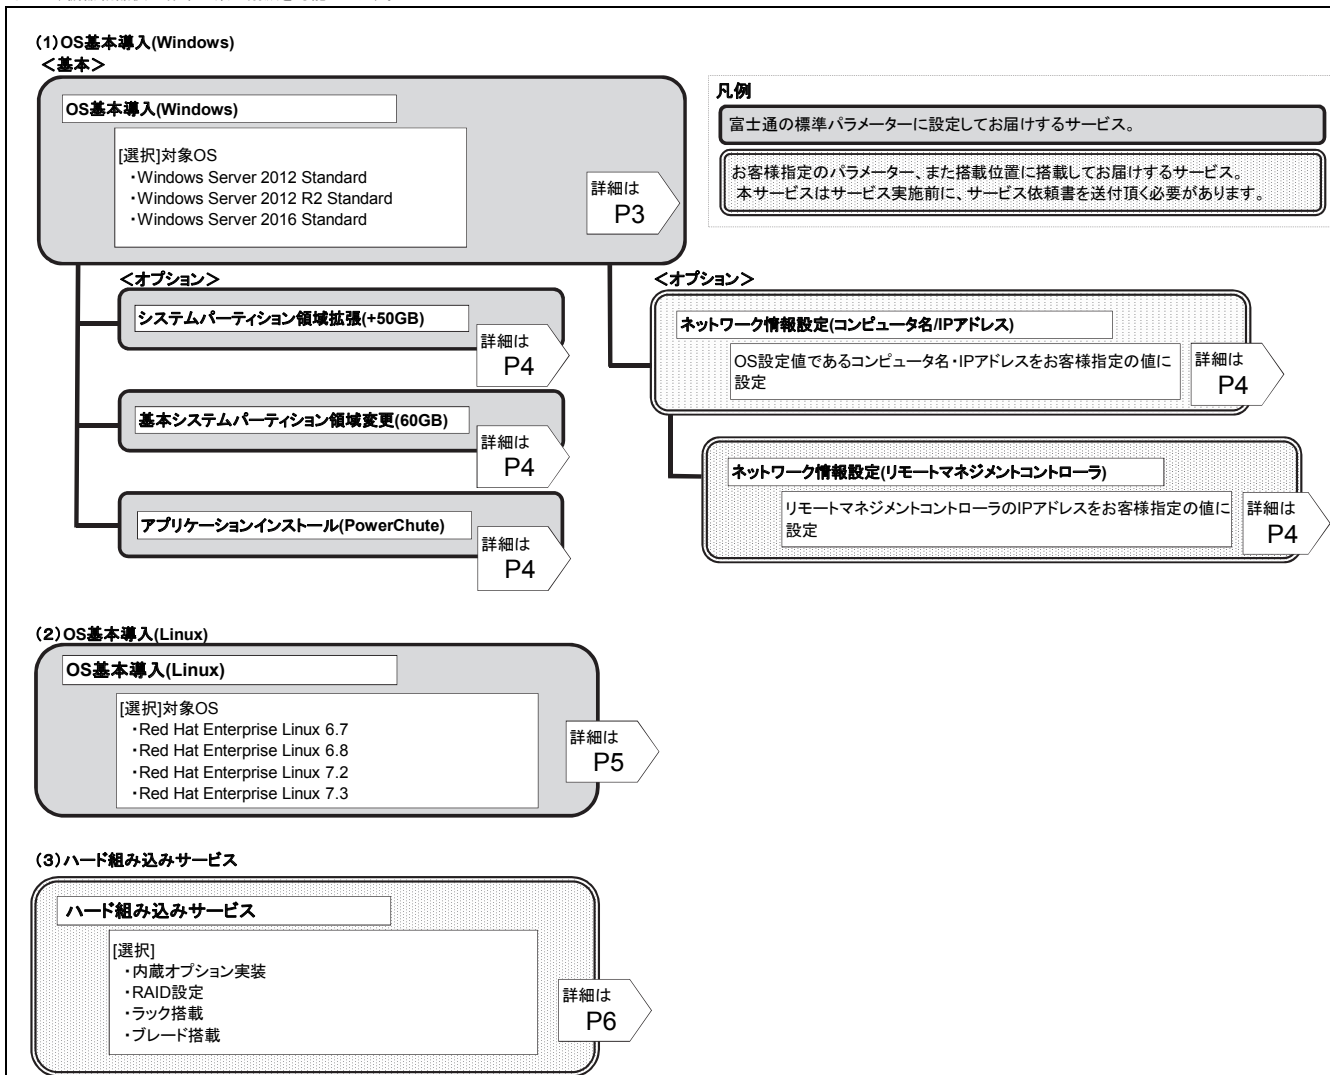 (1)OS基本導入(Windows)
＜基本＞
OS基本導入(Windows)
[選択]対象OS
・Windows Server 2012 Standard
・Windows Server 2012 R2 Standard
・Windows Server 2016 Standard
詳細は
P3
凡例
富士通の標準パラメーターに設定してお届けするサービス。
お客様指定のパラメーター、また搭載位置に搭載してお届けするサービス。
本サービスはサービス実施前に、サービス依頼書を送付頂く必要があります。
＜オプション＞
システムパーティション領域拡張(+50GB)
詳細は
P4
基本システムパーティション領域変更(60GB)
詳細は
P4
アプリケーションインストール(PowerChute)
詳細は
P4
＜オプション＞
ネットワーク情報設定(コンピュータ名/IPアドレス)
OS設定値であるコンピュータ名・IPアドレスをお客様指定の値に
設定
詳細は
P4
ネットワーク情報設定(リモートマネジメントコントローラ)
リモートマネジメントコントローラのIPアドレスをお客様指定の値に
設定
詳細は
P4
(２)OS基本導入(Linux)
OS基本導入(Linux)
[選択]対象OS
・Red Hat Enterprise Linux 6.7
・Red Hat Enterprise Linux 6.8
・Red Hat Enterprise Linux 7.2
・Red Hat Enterprise Linux 7.3
詳細は
P5
(３)ハード組み込みサービス
ハード組み込みサービス
[選択]
・内蔵オプション実装
・RAID設定
・ラック搭載
・ブレード搭載
詳細は
P6